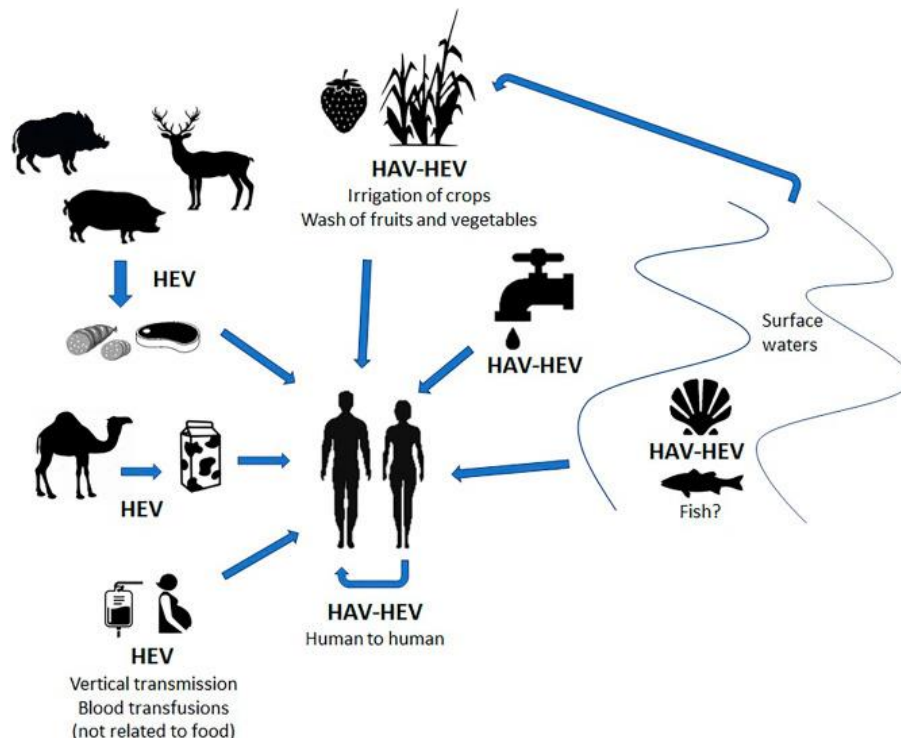 HAV-HEV
Irrigation of crops
Wash of fruits and vegetables
HEV
HAV-HEV
Surface
waters
HAV-HEV
Fish?
HEV
HAV-HEV
Human to human
HEV
Vertical transmission
Blood transfusions
(not related to food)